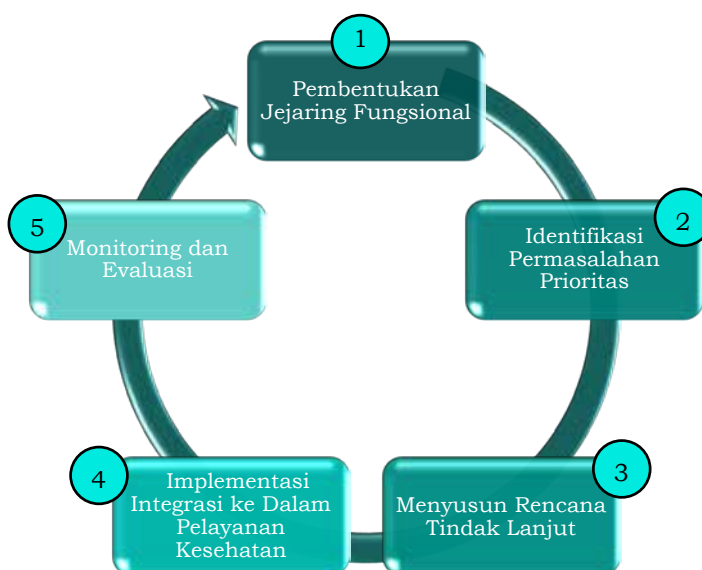 1
Pembentukan
Jejaring Fungsional
2
Identifikasi
Permasalahan
Prioritas
3
Menyusun Rencana
Tindak Lanjut
4
Implementasi
Integrasi ke Dalam
Pelayanan
Kesehatan
5
Monitoring dan
Evaluasi